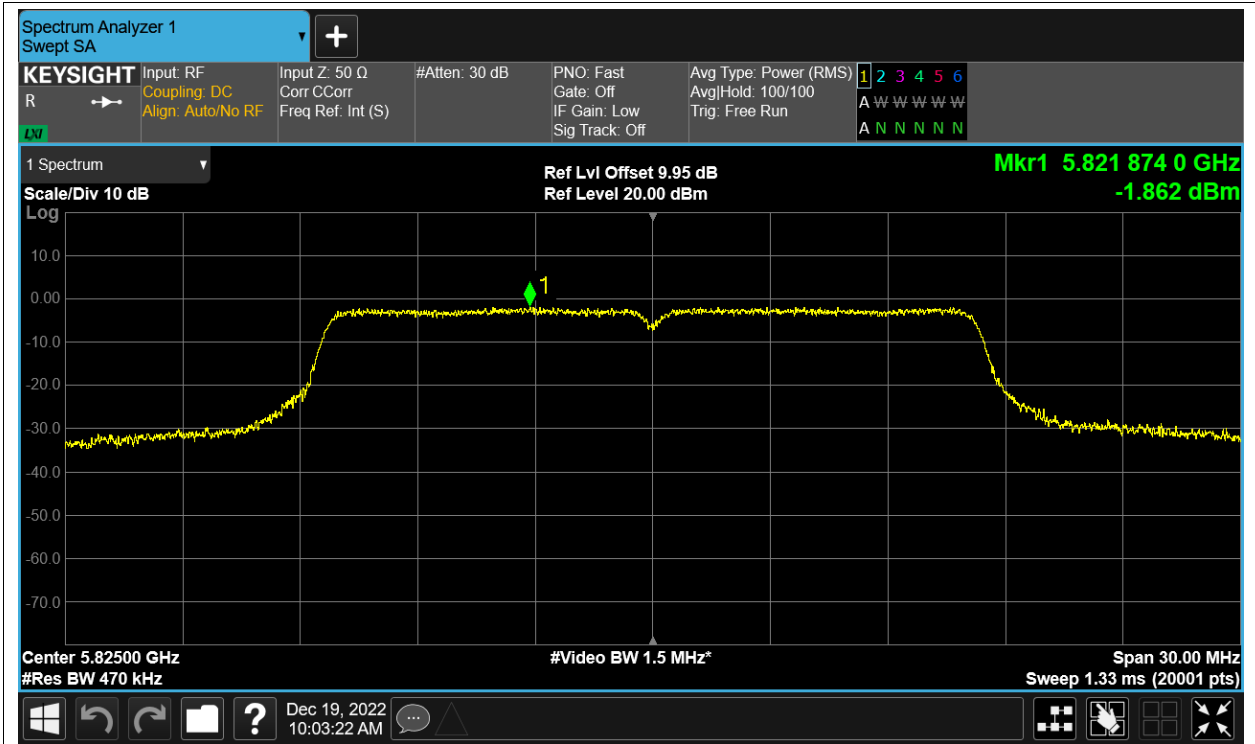 Spectrum Analyzer 1
Swept SA
KEYSIGHT
R
LXI
Input: RF
Coupling: DC
Align: Auto/No RF
Input Z: 50 Ω
Corr CCorr
Freq Ref: Int (S)
#Atten: 30 dB
PNO: Fast
Gate: Off
IF Gain: Low
Sig Track: Off
Avg Type: Power (RMS)
Avg|Hold: 100/100
Trig: Free Run
1 2 3 4 5 6
A W W W W W
A N N N N N
1 Spectrum
Scale/Div 10 dB
Log
Ref Lvl Offset 9.95 dB
Ref Level 20.00 dBm
Mkr1 5.821 874 0 GHz
-1.862 dBm
1
10.0
0.00
-10.0
-20.0
-30.0
-40.0
-50.0
-60.0
-70.0
Center 5.82500 GHz
#Res BW 470 kHz
#Video BW 1.5 MHz*
Span 30.00 MHz
Sweep 1.33 ms (20001 pts)
?
Dec 19, 2022
10:03:22 AM